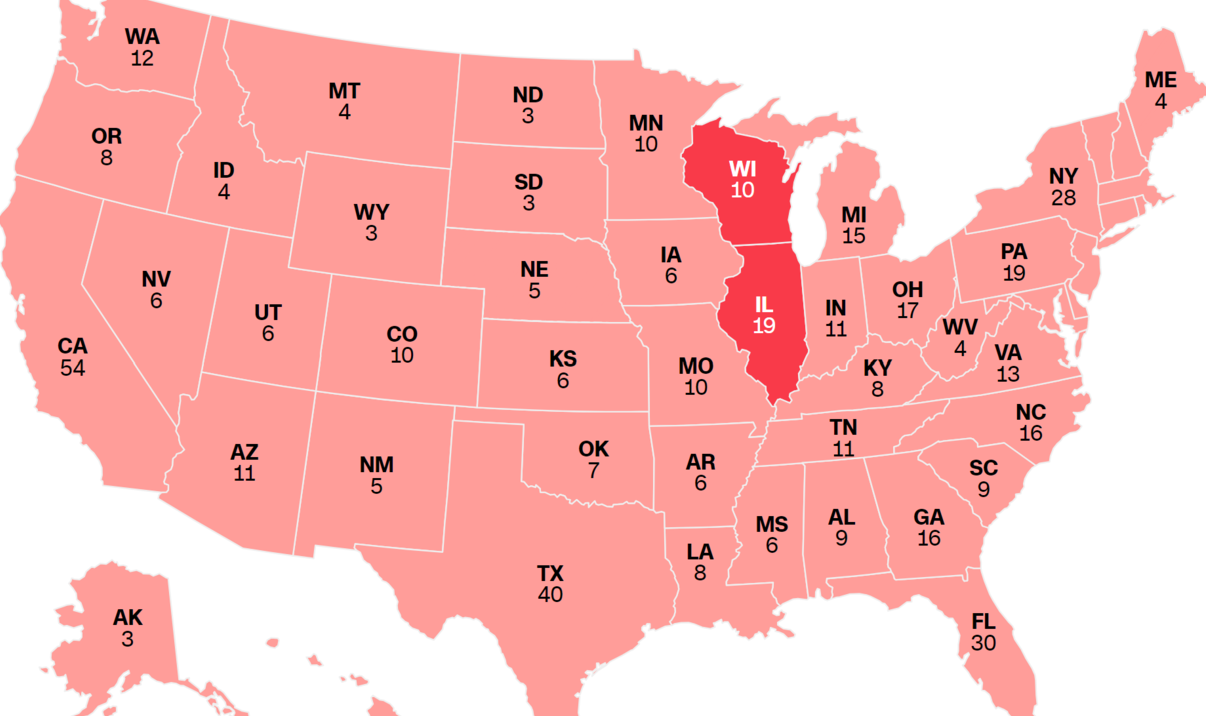 WA
12
MT
4
ND
3
MN
10
ME
4
OR
8
ID
4
WY
3
SD
3
WI
10
MI
15
NY
28
NV
6
UT
6
CO
10
NE
5
IA
6
IL
19
IN
11
OH
17
PA
19
CA
54
KS
6
MO
10
KY
8
WV
4
VA
13
AZ
11
NM
5
OK
7
AR
6
TN
11
NC
16
SC
9
TX
40
LA
8
MS
6
AL
9
GA
16
AK
3
FL
30